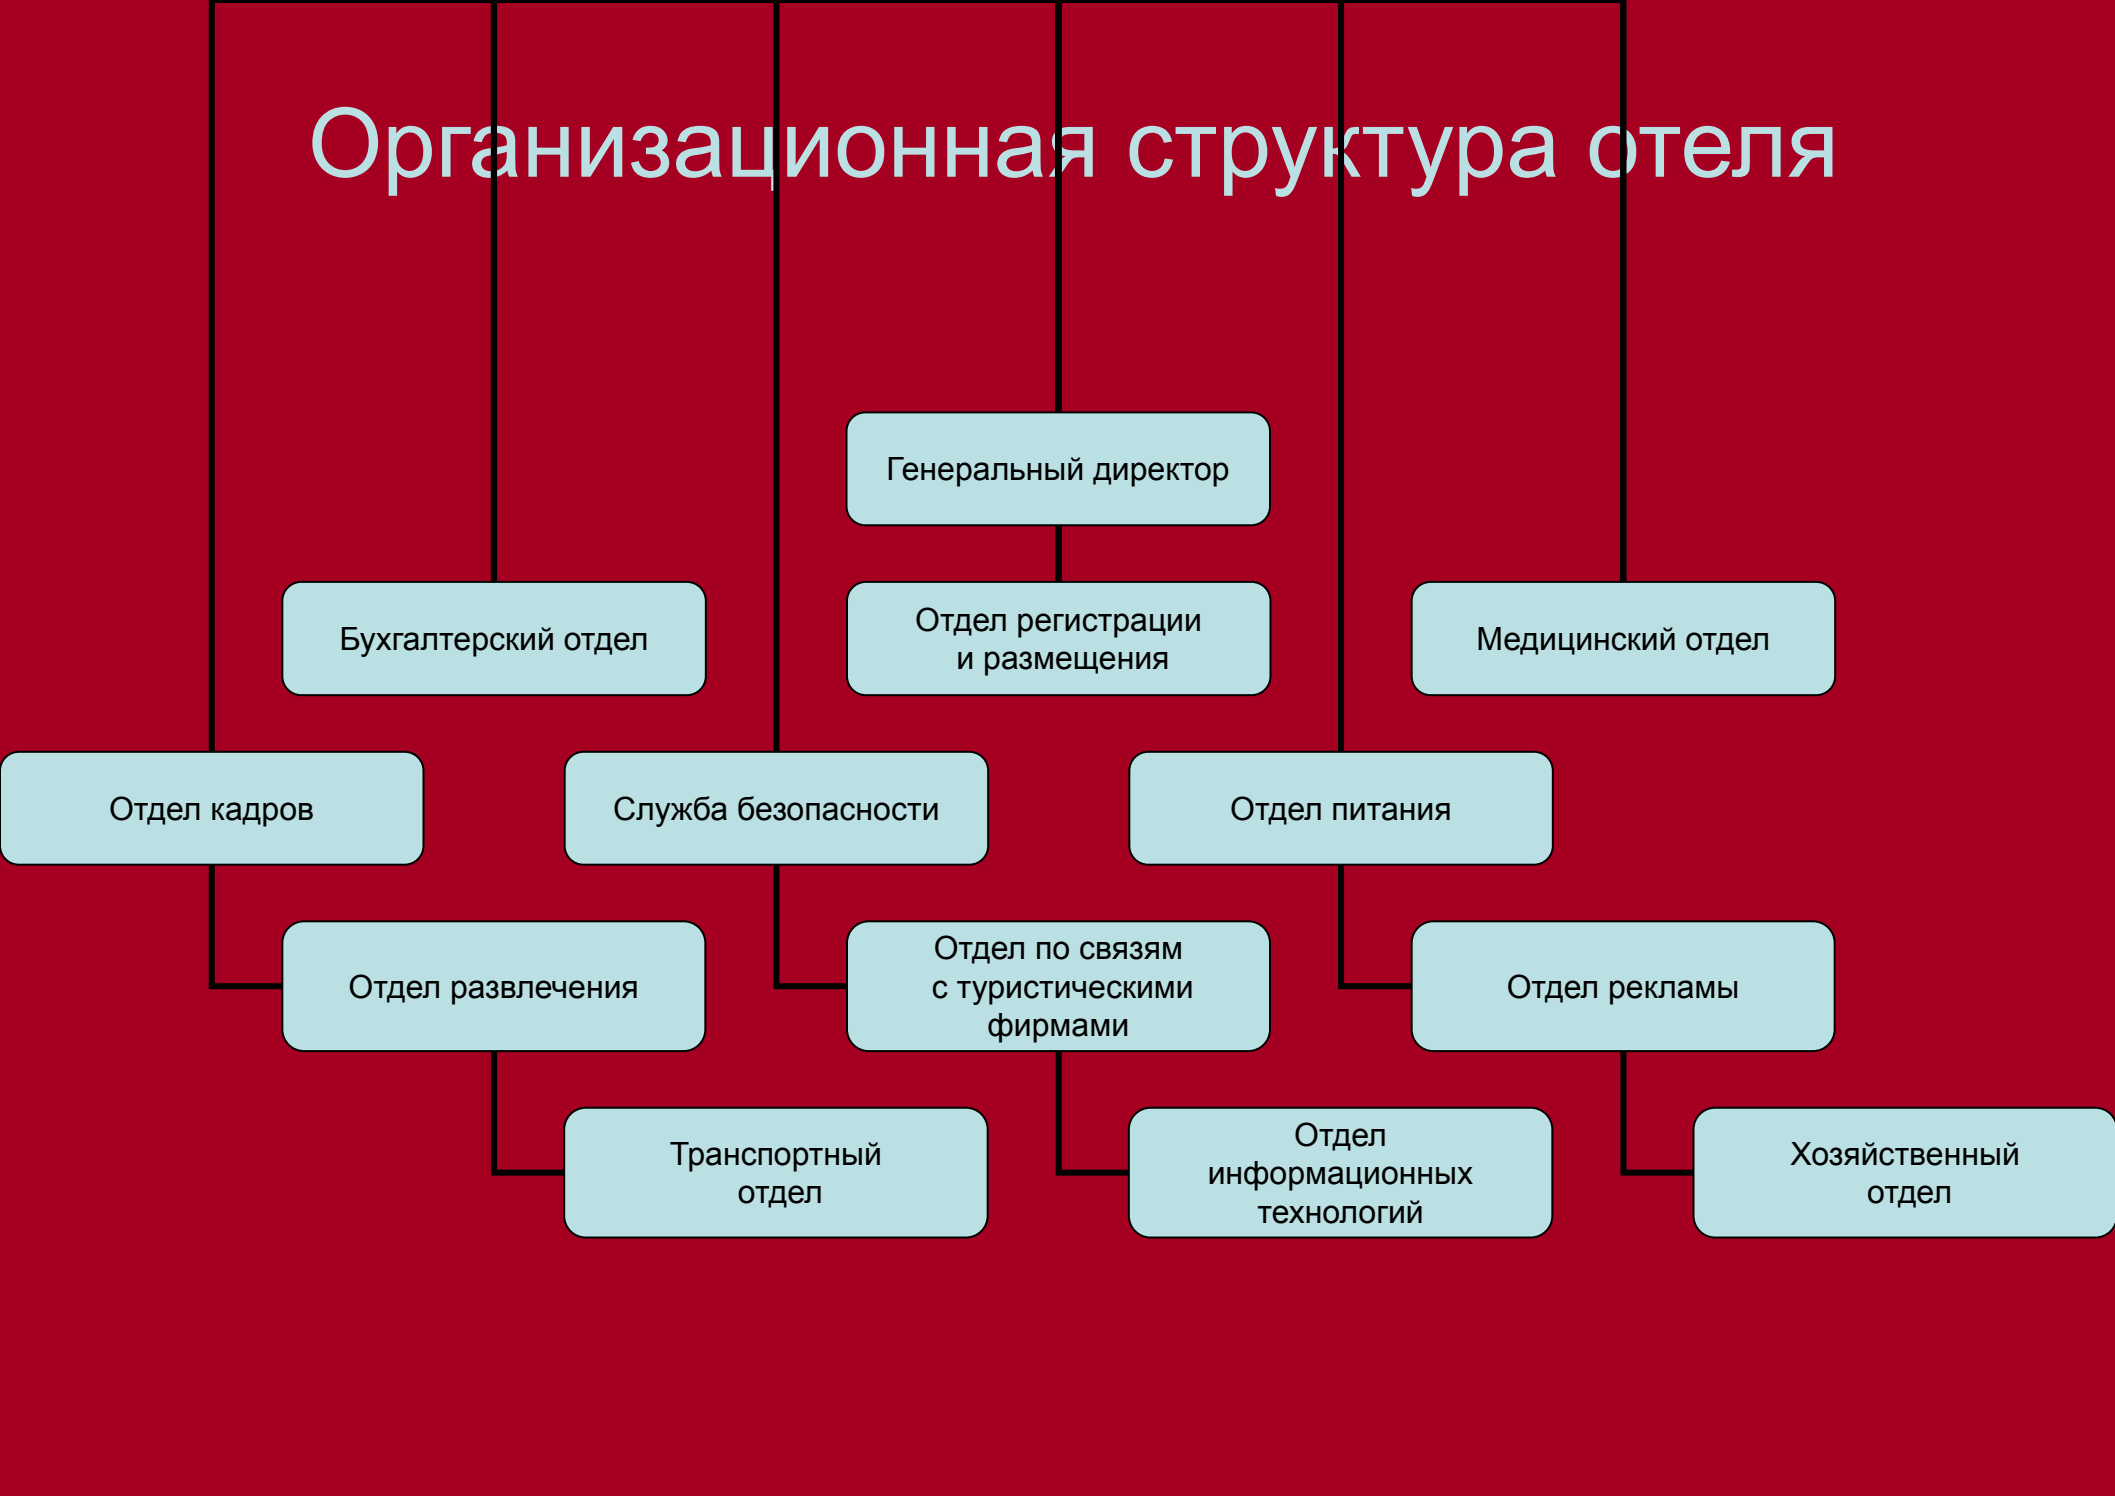 Организационная структура отеля
Генеральный директор
Бухгалтерский отдел
Отдел регистрации
и размещения
Медицинский отдел
Отдел кадров
Служба безопасности
Отдел питания
Отдел развлечения
Отдел по связям
с туристическими
фирмами
Отдел рекламы
Транспортный
отдел
Отдел
информационных
технологий
Хозяйственный
отдел